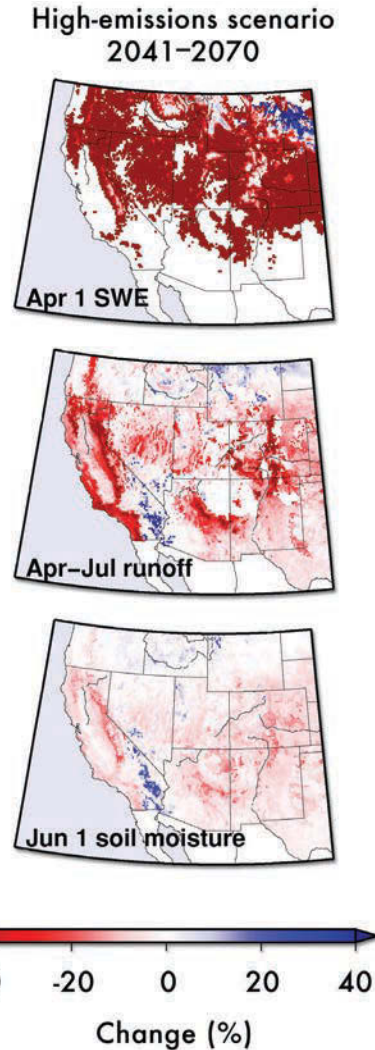 High-emissions scenario
2041–2070
Apr 1 SWE
Apr–Jul runoff
Jun 1 soil moisture
-20 0 20 40
Change (%)